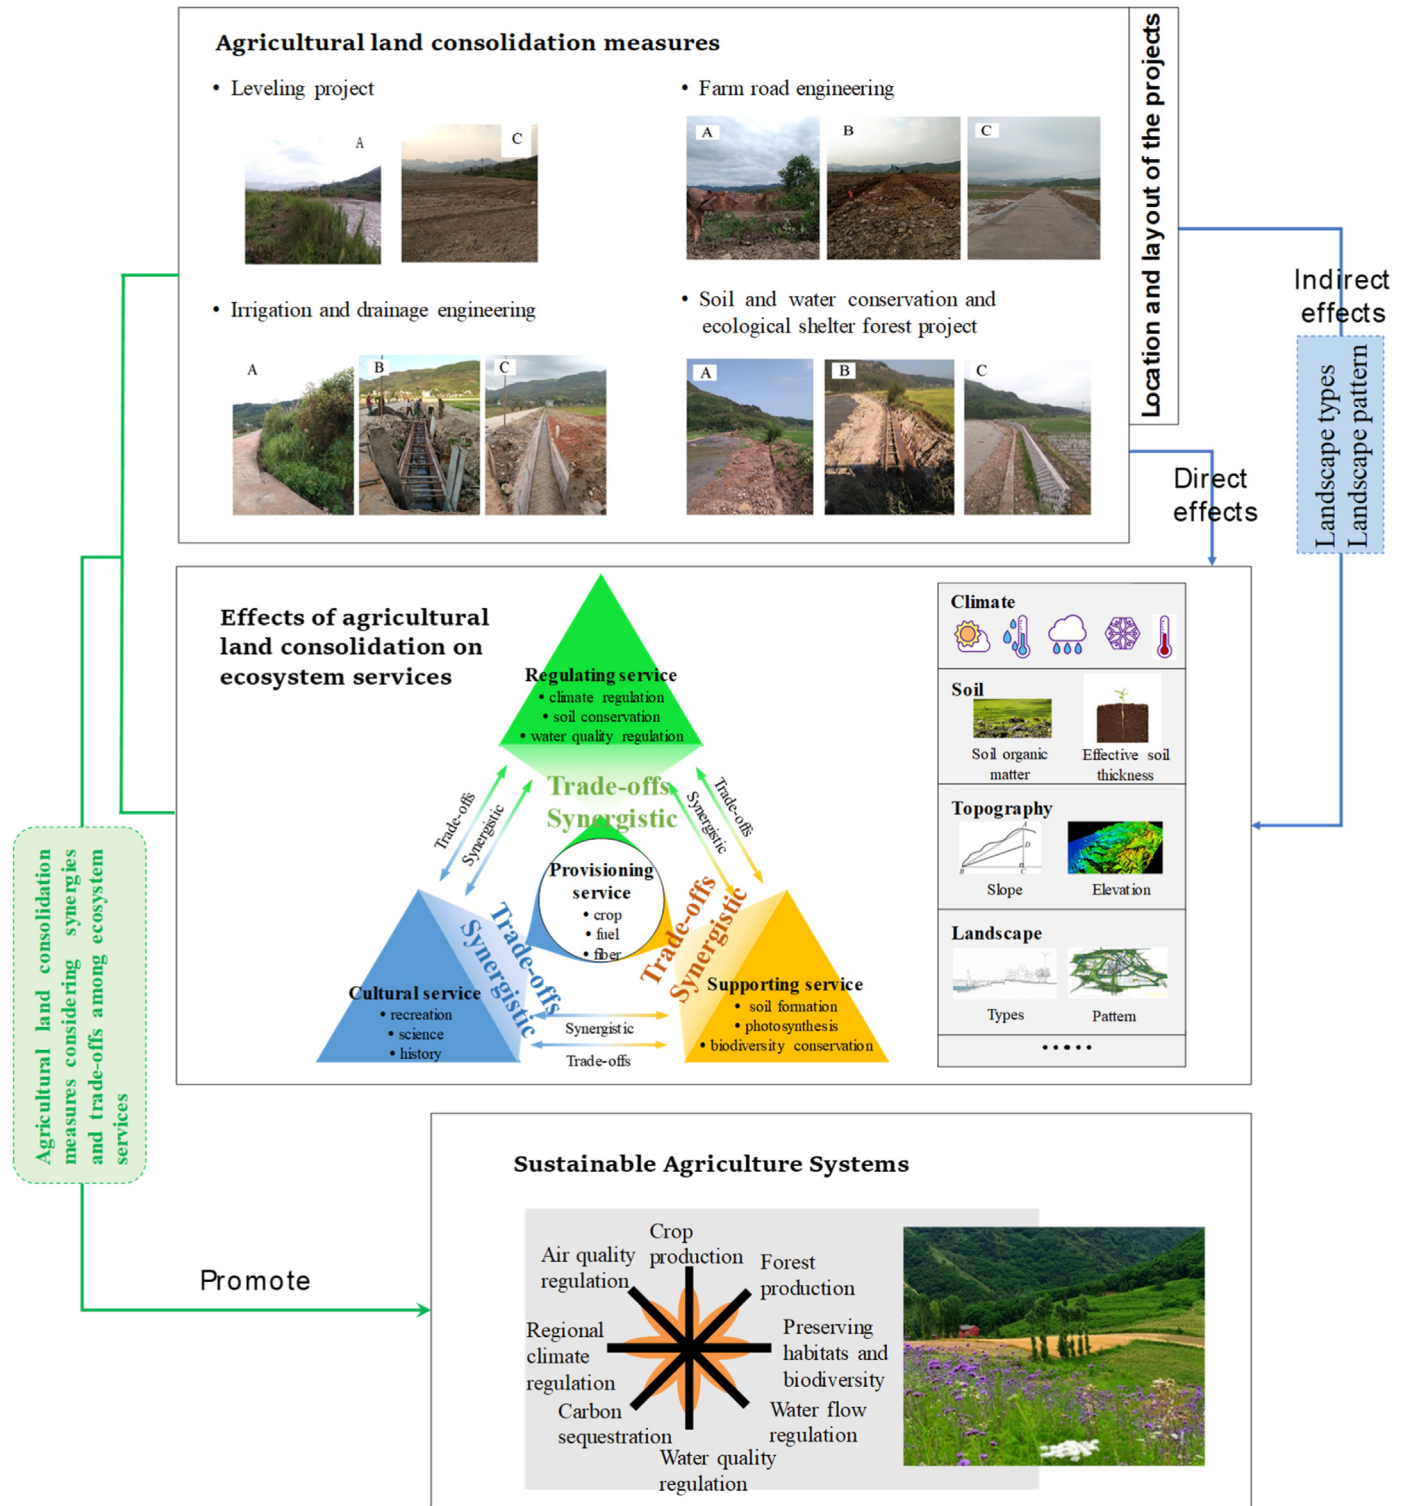 Agricultural land consolidation measures
• Leveling project
A
C
• Farm road engineering
A
B
C
• Irrigation and drainage engineering
A
B
C
• Soil and water conservation and
ecological shelter forest project
A
B
C
Location and layout of the projects
Indirect
effects
Landscape types
Landscape pattern
Direct
effects
Effects of agricultural
land consolidation on
ecosystem services
Regulating service
• climate regulation
• soil conservation
• water quality regulation
Trade-offs
Synergistic
Trade-offs
Synergistic
Trade-offs
Synergistic
Provisioning
service
• crop
• fuel
• fiber
Trade-offs
Synergistic
Trade-offs
Synergistic
Cultural service
• recreation
• science
• history
Synergistic
Trade-offs
Supporting service
• soil formation
• photosynthesis
• biodiversity conservation
Climate
Soil
Soil organic
matter
Effective soil
thickness
Topography
A
D
B
C
Slope
Elevation
Landscape
Types
Pattern
•••••
Agricultural land consolidation
measures considering synergies
and trade-offs among ecosystem
services
Promote
Sustainable Agriculture Systems
Crop
production
Air quality
regulation
Forest
production
Regional
climate
regulation
Preserving
habitats and
biodiversity
Carbon
sequestration
Water flow
regulation
Water quality
regulation